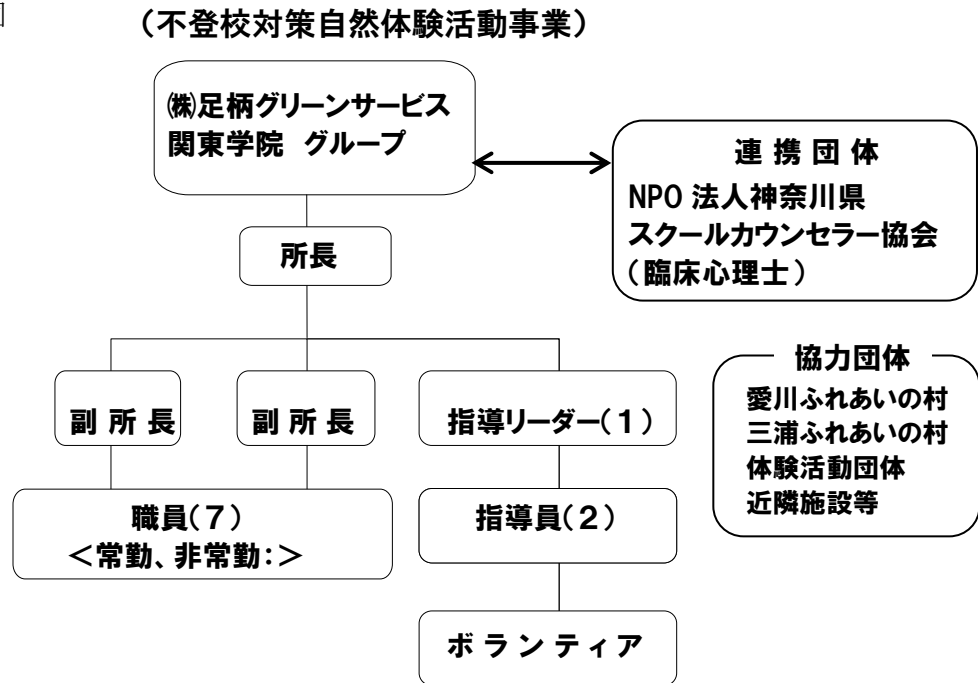 (不登校対策自然体験活動事業)
㈱足柄グリーンサービス
関東学院 グループ
連 携 団 体
NPO 法人神奈川県
スクールカウンセラー協会
(臨床心理士)
所長
協力団体
愛川ふれあいの村
三浦ふれあいの村
体験活動団体
近隣施設等
副 所 長
副 所 長
指導リーダー(1)
職員(7)
<常勤、非常勤:>
指導員(2)
ボ ラ ン テ ィ ア